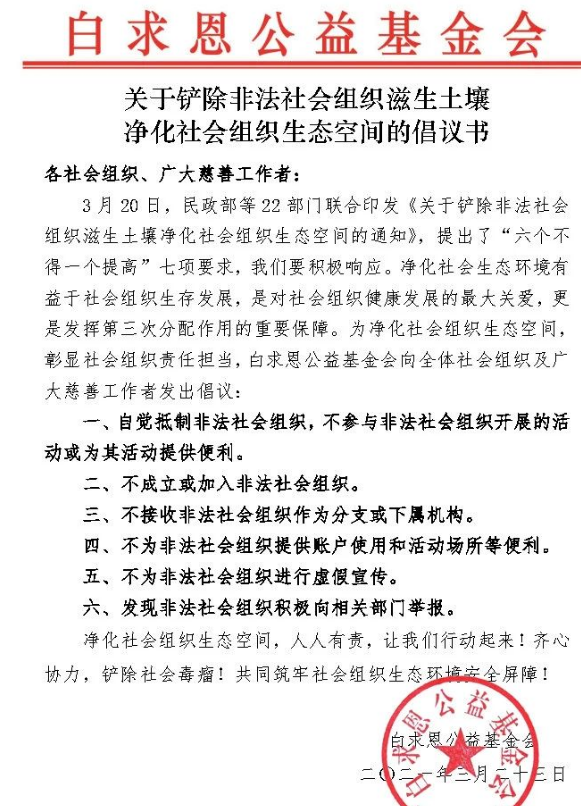 白求恩公益基金会
关于铲除非法社会组织滋生土壤
净化社会组织生态空间的倡议书
各社会组织、广大慈善工作者：
3 月 20 日，民政部等 22 部门联合印发《关于铲除非法社会
组织滋生土壤净化社会组织生态空间的通知》，提出了“六个不
得一个提高”七项要求，我们要积极响应。净化社会生态环境有
益于社会组织生存发展，是对社会组织健康发展的最大关爱，更
是发挥第三次分配作用的重要保障。为净化社会组织生态空间，
彰显社会组织责任担当，白求恩公益基金会向全体社会组织及广
大慈善工作者发出倡议：
一、自觉抵制非法社会组织，不参与非法社会组织开展的活
动或为其活动提供便利。
二、不成立或加入非法社会组织。
三、不接收非法社会组织作为分支或下属机构。
四、不为非法社会组织提供账户使用和活动场所等便利。
五、不为非法社会组织进行虚假宣传。
六、发现非法社会组织积极向相关部门举报。
净化社会组织生态空间，人人有责，让我们行动起来！齐心
协力，铲除社会毒瘤！共同筑牢社会组织生态环境安全屏障！
白求恩公益基金会
二〇二一年三月二十三日
白求恩公益基金会